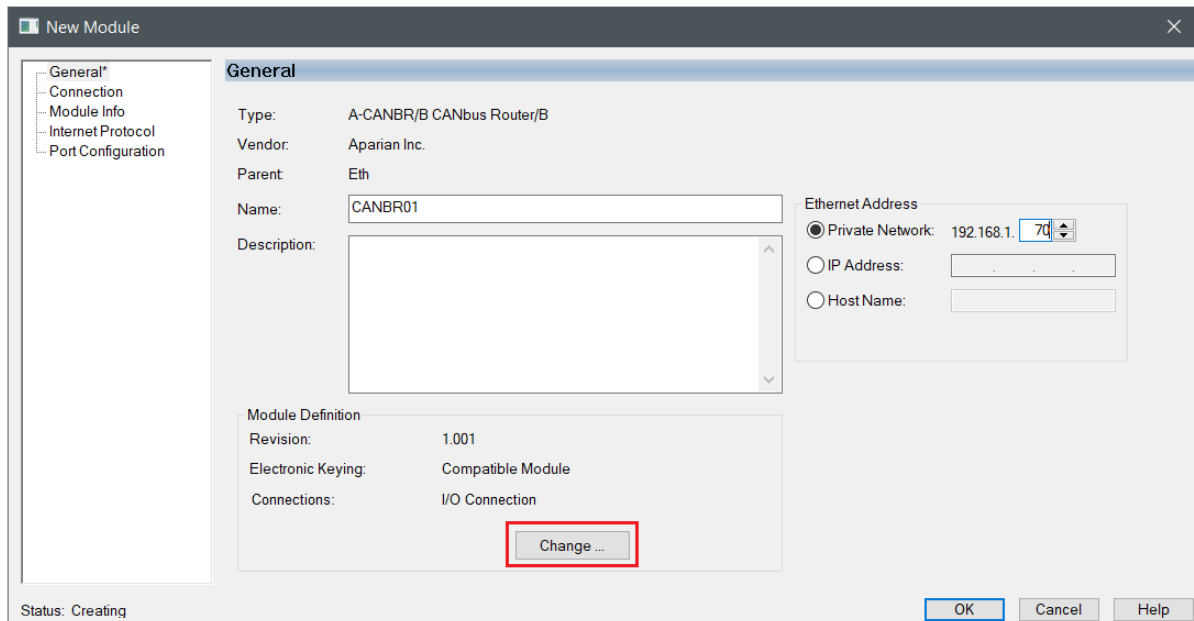 New Module
General*
Connection
Module Info
Internet Protocol
Port Configuration
General
Type: A-CANBR/B CANbus Router/B
Vendor: Aparian Inc.
Parent: Eth
Name: CANBR01
Description:
Ethernet Address
Private Network: 192.168.1. 70
IP Address: . . .
Host Name:
Module Definition
Revision: 1.001
Electronic Keying: Compatible Module
Connections: I/O Connection
Change ...
Status: Creating
OK Cancel Help